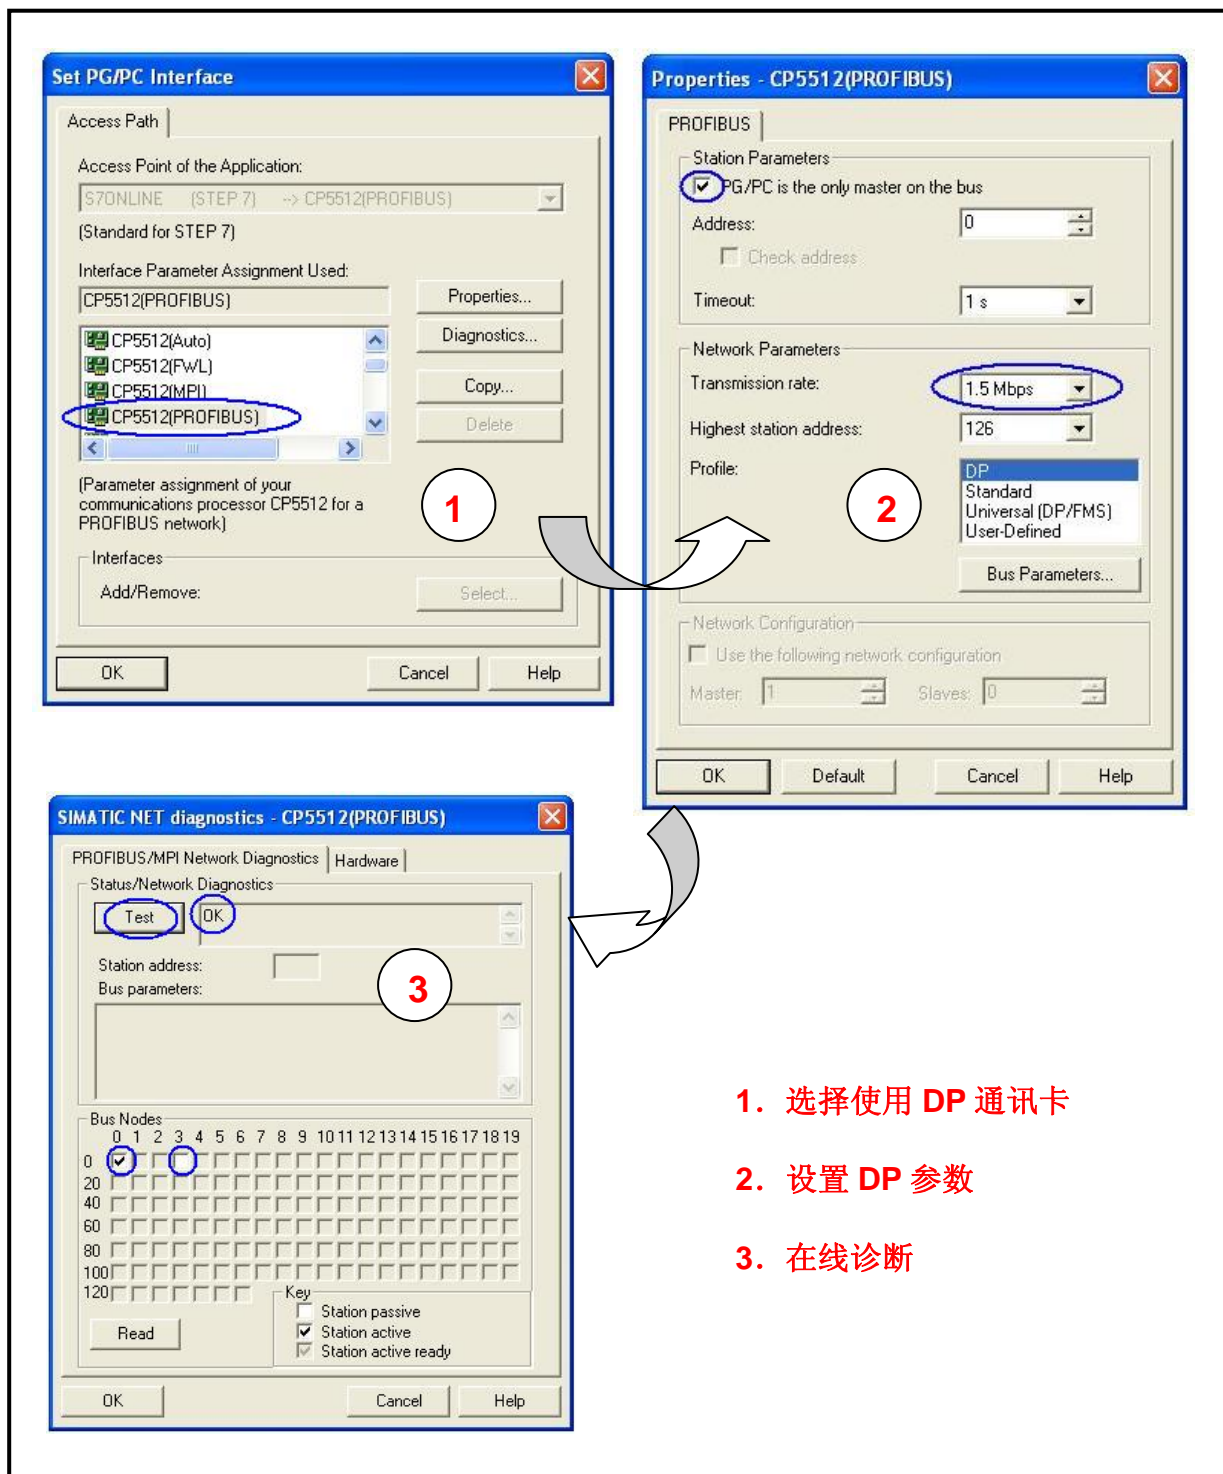 Set PG/PC Interface
Access Path
Access Point of the Application:
S7ONLINE (STEP 7) --> CP5512(PROFIBUS)
(Standard for STEP 7)
Interface Parameter Assignment Used:
CP5512(PROFIBUS)
Properties...
CP5512(Auto)
Diagnostics...
CP5512(FWL)
CP5512(MPI)
Copy...
CP5512(PROFIBUS)
Delete
(Parameter assignment of your
communications processor CP5512 for a
PROFIBUS network)
1
Interfaces
Add/Remove:
Select...
OK
Cancel
Help
Properties - CP5512(PROFIBUS)
PROFIBUS
Station Parameters
PG/PC is the only master on the bus
Address:
0
Check address
Timeout:
1 s
Network Parameters
Transmission rate:
1.5 Mbps
Highest station address:
126
Profile:
DP
Standard
Universal (DP/FMS)
User-Defined
2
Bus Parameters...
Network Configuration
Use the following network configuration
Master: 1 Slaves: 0
OK
Default
Cancel
Help
SIMATIC NET diagnostics - CP5512(PROFIBUS)
PROFIBUS/MPI Network Diagnostics
Hardware
Status/Network Diagnostics
Test
OK
Station address:
Bus parameters:
3
Bus Nodes
0 1 2 3 4 5 6 7 8 9 10 11 12 13 14 15 16 17 18 19
0
20
40
60
80
100
120
Key
Station passive
Station active
Station active ready
Read
OK
Cancel
Help
1．选择使用 DP 通讯卡
2．设置 DP 参数
3．在线诊断